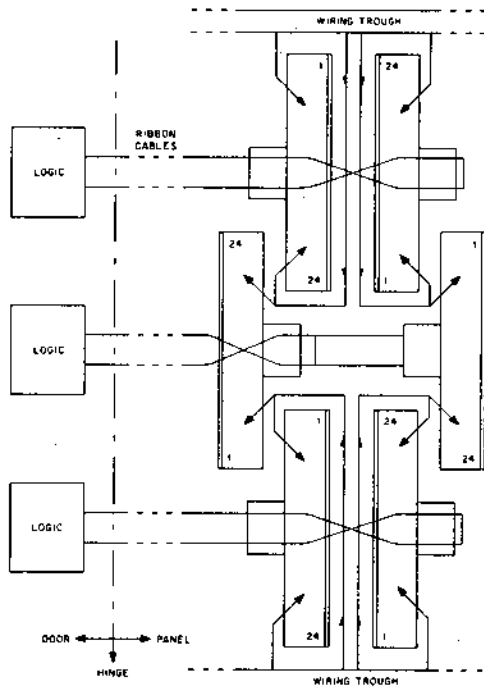 WIRING TROUGH
1
24
RIBBON
CABLES
LOGIC
24
1
24
1
LOGIC
1
24
1
24
LOGIC
24
1
DOOR
PANEL
HINGE
WIRING TROUGH